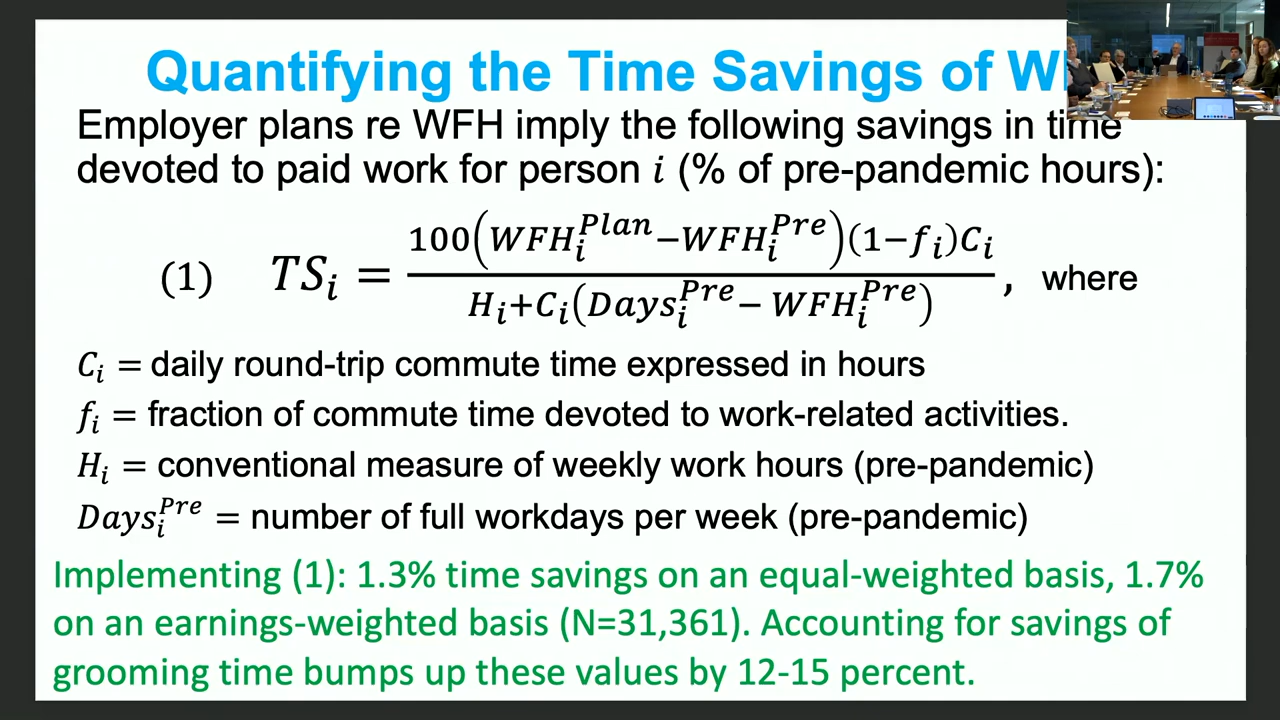 Quantifying the Time Savings of
Employer plans re WFH imply the following savings in time
devoted to paid work for person i (% of pre-pandemic hours):
(1) TS_i = \frac{100(WFH_i^{Plan}−WFH_i^{Pre})(1−f_i)C_i}{H_i+C_i(Days_i^{Pre}− WFH_i^{Pre})}, where
C_i = daily round-trip commute time expressed in hours
f_i = fraction of commute time devoted to work-related activities.
H_i = conventional measure of weekly work hours (pre-pandemic)
Days_i^{Pre} = number of full workdays per week (pre-pandemic)
Implementing (1): 1.3% time savings on an equal-weighted basis, 1.7%
on an earnings-weighted basis (N=31,361). Accounting for savings of
grooming time bumps up these values by 12-15 percent.